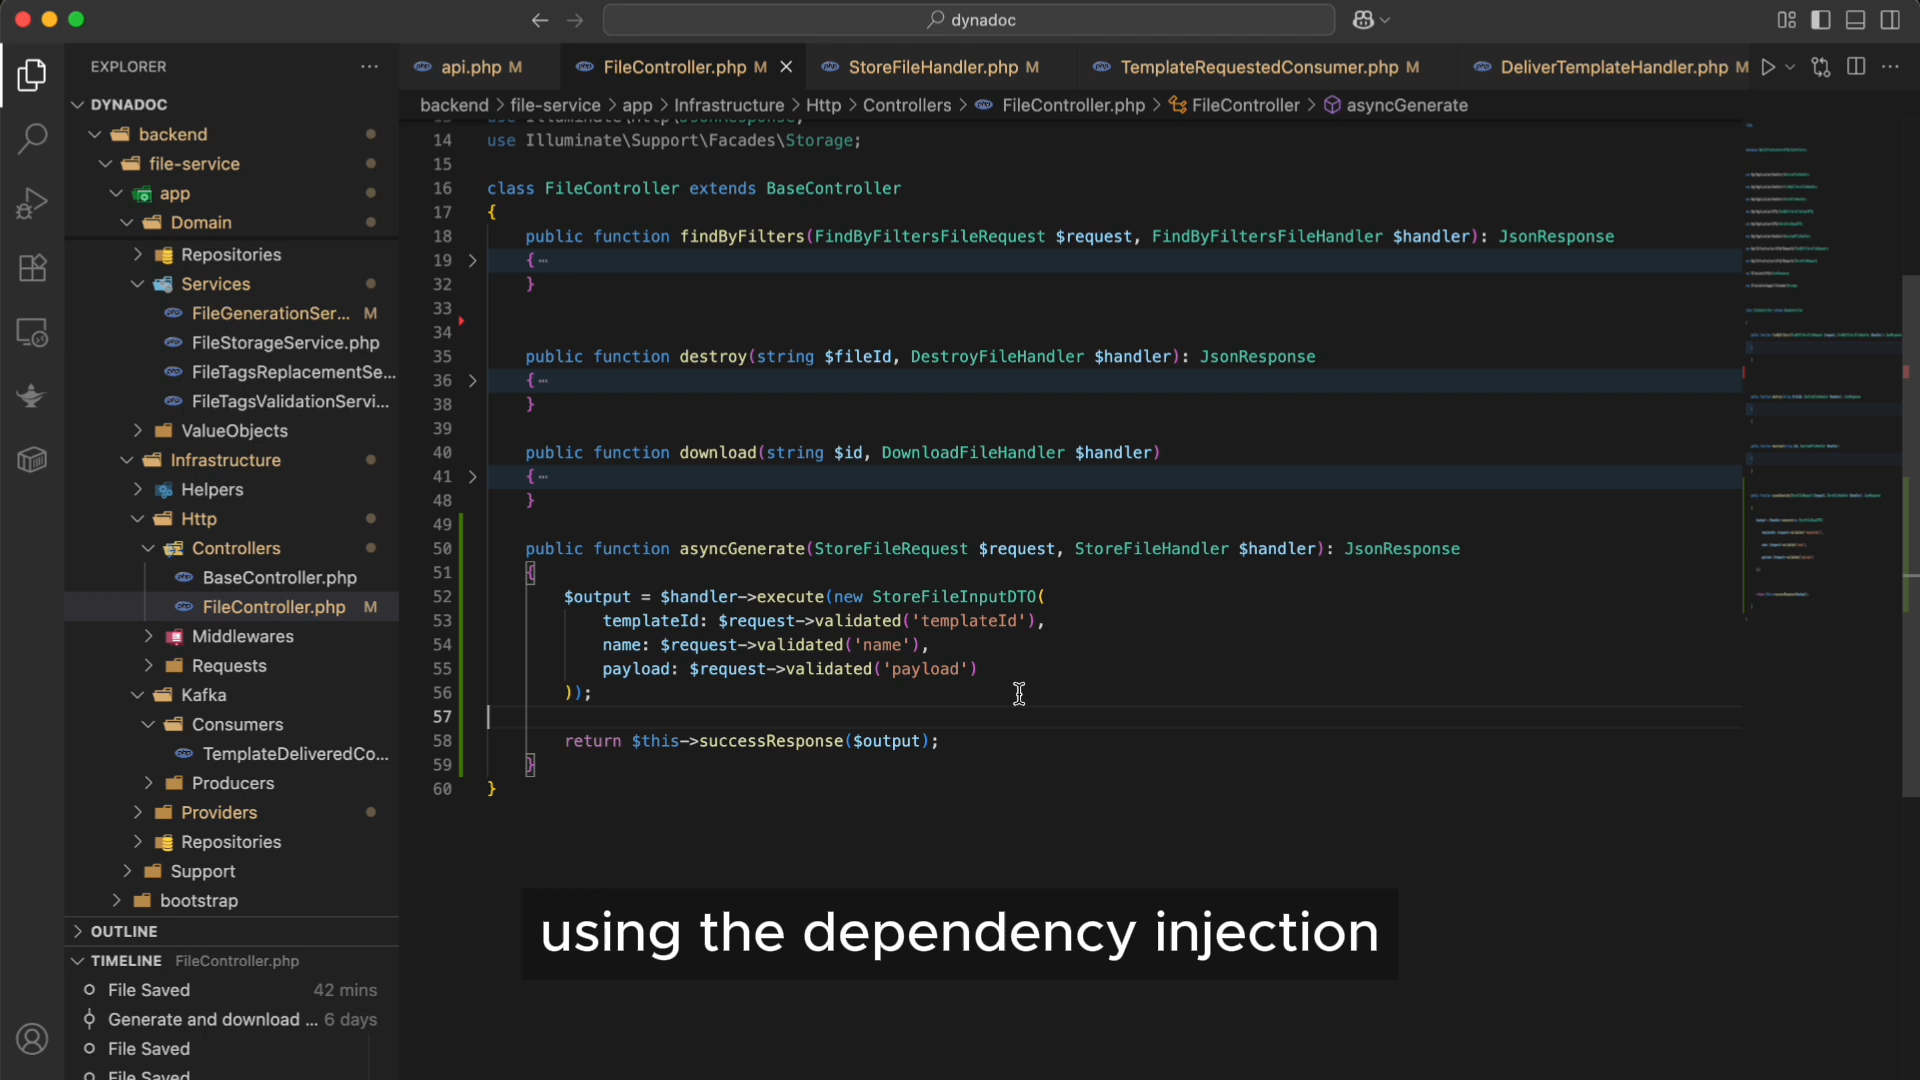 dynadoc
EXPLORER
DYNADOC
backend
file-service
app
Domain
Repositories
Services
FileGenerationSer... M
FileStorageService.php
FileTagsReplacementSe...
FileTagsValidationServi...
ValueObjects
Infrastructure
Helpers
Http
Controllers
BaseController.php
FileController.php M
Middlewares
Requests
Kafka
Consumers
TemplateDeliveredCo...
Producers
Providers
Repositories
Support
bootstrap
OUTLINE
TIMELINE FileController.php
File Saved 42 mins
Generate and download ... 6 days
File Saved
File Saved
api.php M
FileController.php M
StoreFileHandler.php M
TemplateRequestedConsumer.php M
DeliverTemplateHandler.php M
backend > file-service > app > Infrastructure > Http > Controllers > FileController.php > FileController > asyncGenerate
14 use Illuminate\Support\Facades\Storage;
15
16 class FileController extends BaseController
17 {
18 public function findByFilters(FindByFiltersFileRequest $request, FindByFiltersFileHandler $handler): JsonResponse
19 {
32 }
33
34
35 public function destroy(string $fileId, DestroyFileHandler $handler): JsonResponse
36 {
38 }
39
40 public function download(string $id, DownloadFileHandler $handler)
41 {
48 }
49
50 public function asyncGenerate(StoreFileRequest $request, StoreFileHandler $handler): JsonResponse
51 {
52 $output = $handler->execute(new StoreFileInputDTO(
53 templateId: $request->validated('templateId'),
54 name: $request->validated('name'),
55 payload: $request->validated('payload')
56 ));
57
58 return $this->successResponse($output);
59 }
60 }
using the dependency injection